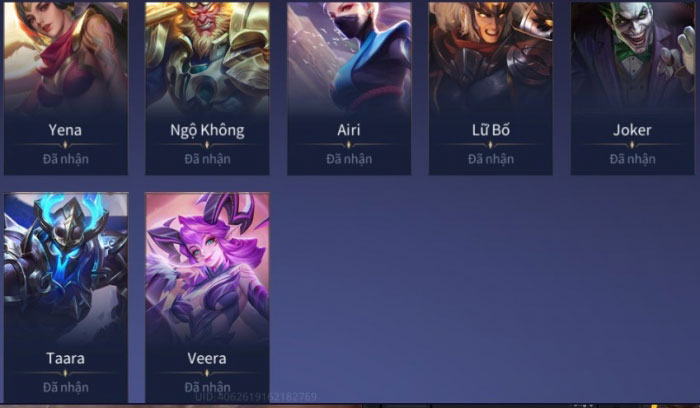 Yena
Đã nhận
Ngộ Không
Đã nhận
Airi
Đã nhận
Lữ Bố
Đã nhận
Joker
Đã nhận
Taara
Đã nhận
Veera
Đã nhận
UID: 4062619162182769